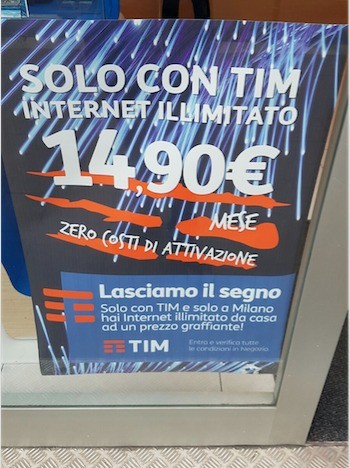 SOLO CON TIM
INTERNET ILLIMITATO
14,90€
MESE
ZERO COSTI DI ATTIVAZIONE
Lasciamo il segno
Solo con TIM e solo a Milano
hai Internet illimitato da casa
ad un prezzo graffiante!
TIM
Entra e verifica tutte
le condizioni in Negozio